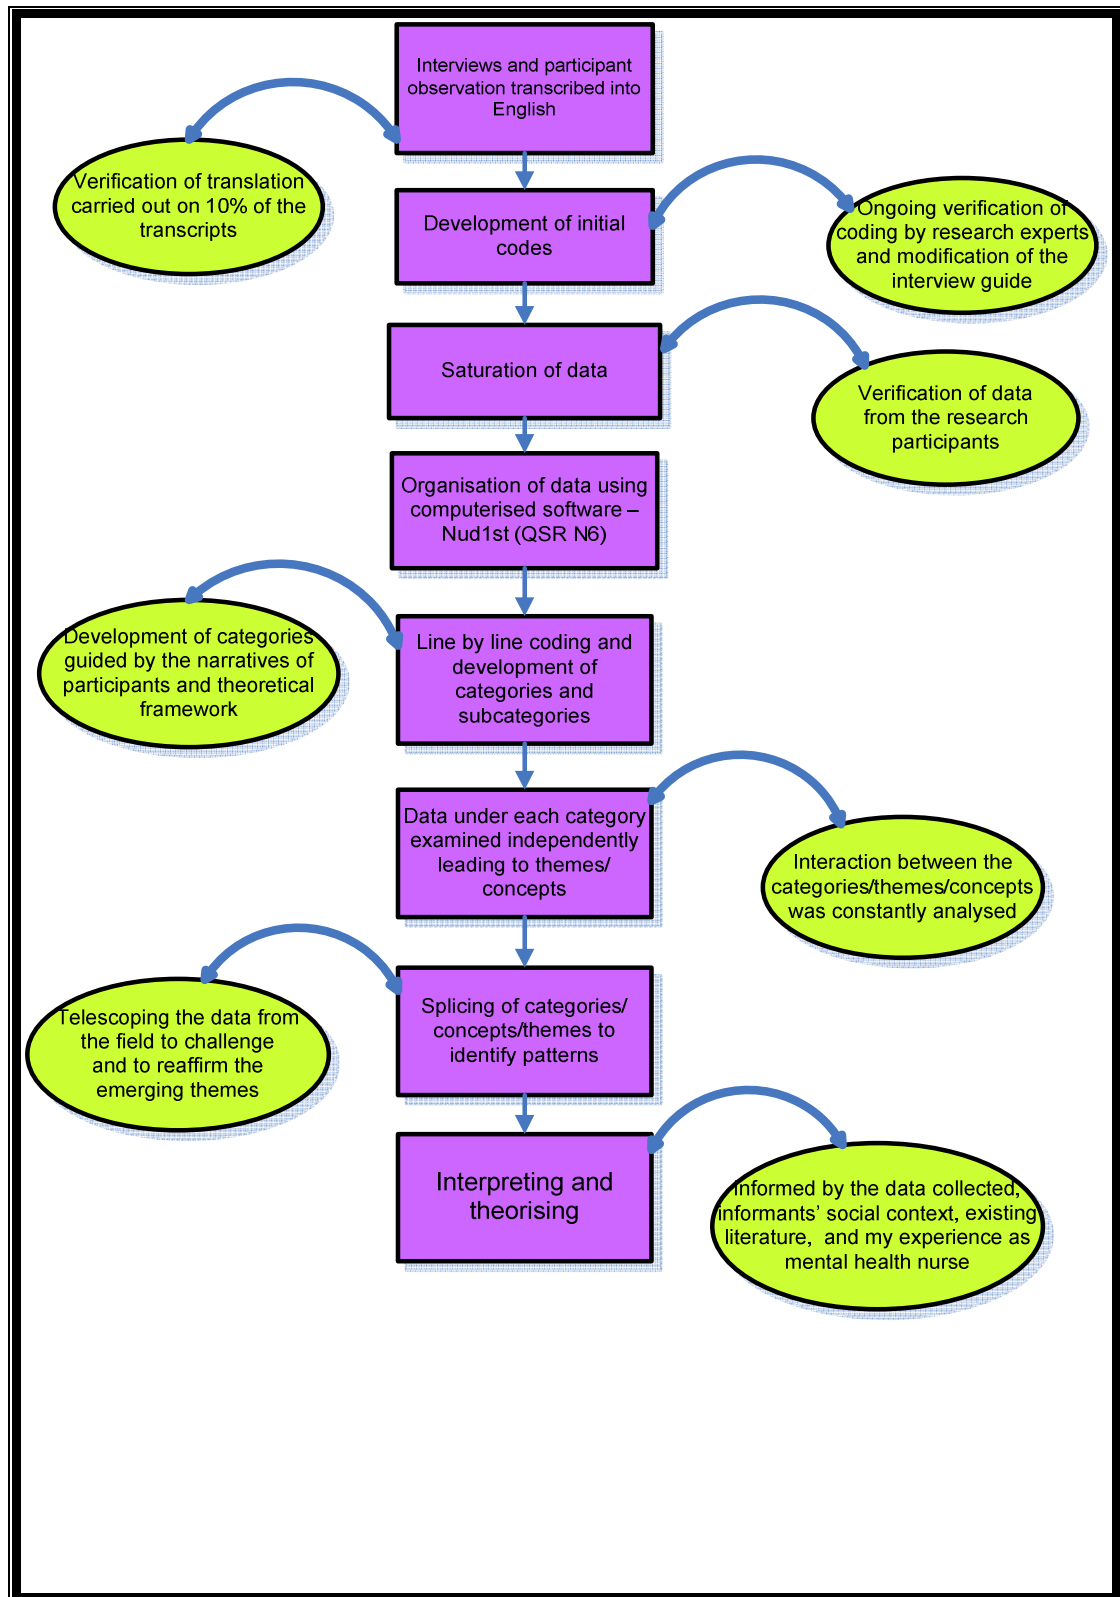 Interviews and participant
observation transcribed into
English
Verification of translation
carried out on 10% of the
transcripts
Development of initial
codes
Ongoing verification of
coding by research experts
and modification of the
interview guide
Saturation of data
Verification of data
from the research
participants
Organisation of data using
computerised software –
Nud1st (QSR N6)
Line by line coding and
development of
categories and
subcategories
Development of categories
guided by the narratives of
participants and theoretical
framework
Data under each category
examined independently
leading to themes/
concepts
Interaction between the
categories/themes/concepts
was constantly analysed
Splicing of categories/
concepts/themes to
identify patterns
Telescoping the data from
the field to challenge
and to reaffirm the
emerging themes
Interpreting and
theorising
Informed by the data collected,
informants’ social context, existing
literature, and my experience as
mental health nurse